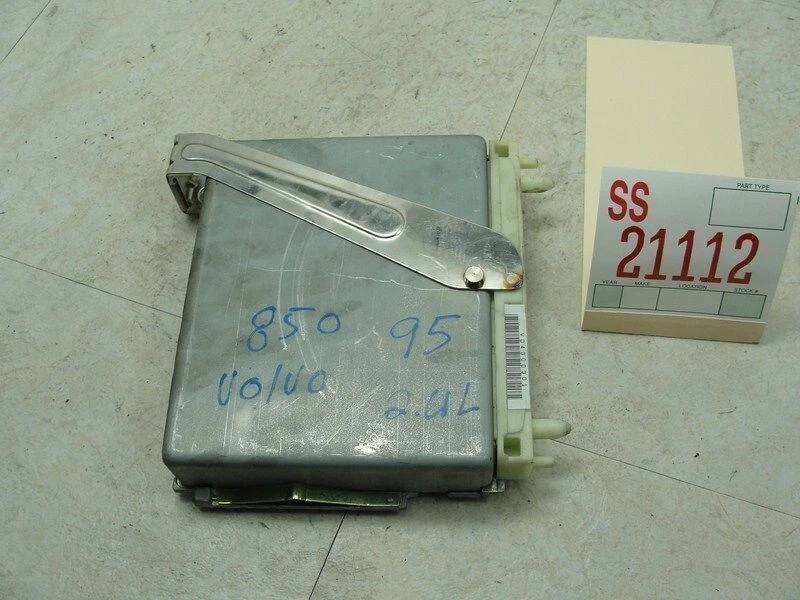 850 95
Volvo 2.4L
SS
21112
PART TYPE
YEAR MAKE LOCATION STOCK #